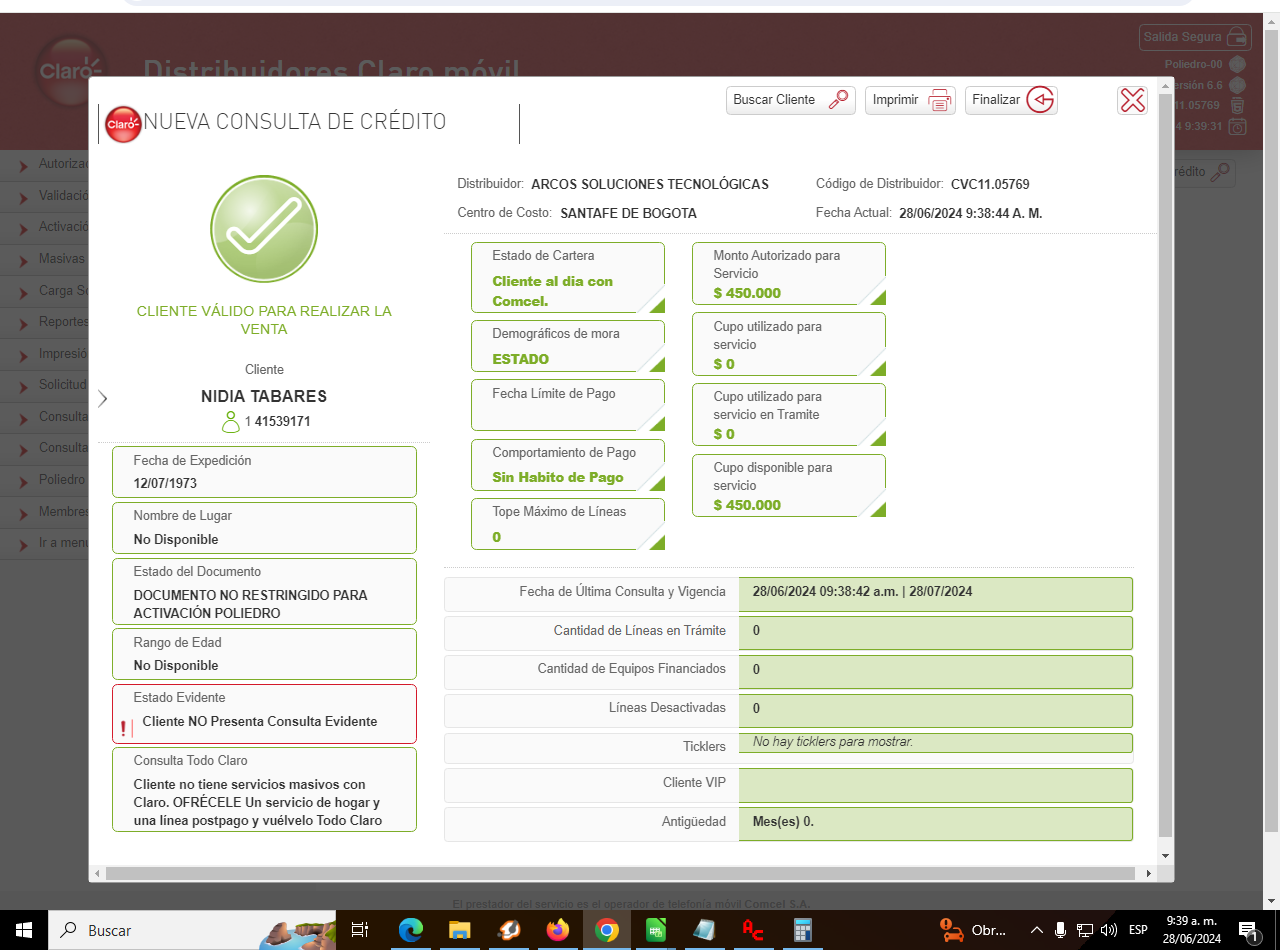 Claro
Distribuidores Claro móvil
Salida Segura
Poliedro-00
ersión 6.6
11.05769
4 9:39:31
rédito
Autoriza
Validació
Activació
Masivas
Carga So
Reportes
Impresió
Solicitud
Consulta
Consulta
Poliedro
Membres
Ir a menú
Buscar Cliente
Imprimir
Finalizar
Claro
NUEVA CONSULTA DE CRÉDITO
CLIENTE VÁLIDO PARA REALIZAR LA
VENTA
Cliente
NIDIA TABARES
1 41539171
Fecha de Expedición
12/07/1973
Nombre de Lugar
No Disponible
Estado del Documento
DOCUMENTO NO RESTRINGIDO PARA
ACTIVACIÓN POLIEDRO
Rango de Edad
No Disponible
Estado Evidente
! Cliente NO Presenta Consulta Evidente
Consulta Todo Claro
Cliente no tiene servicios masivos con
Claro. OFRÉCELE Un servicio de hogar y
una línea postpago y vuélvelo Todo Claro
Distribuidor: ARCOS SOLUCIONES TECNOLÓGICAS
Código de Distribuidor: CVC11.05769
Centro de Costo: SANTAFE DE BOGOTA
Fecha Actual: 28/06/2024 9:38:44 A. M.
Estado de Cartera
Cliente al dia con
Comcel.
Demográficos de mora
ESTADO
Fecha Límite de Pago
Comportamiento de Pago
Sin Habito de Pago
Tope Máximo de Líneas
0
Monto Autorizado para
Servicio
$ 450.000
Cupo utilizado para
servicio
$ 0
Cupo utilizado para
servicio en Tramite
$ 0
Cupo disponible para
servicio
$ 450.000
Fecha de Última Consulta y Vigencia 28/06/2024 09:38:42 a.m. | 28/07/2024
Cantidad de Líneas en Trámite 0
Cantidad de Equipos Financiados 0
Líneas Desactivadas 0
Ticklers No hay ticklers para mostrar.
Cliente VIP
Antigüedad Mes(es) 0.
El prestador del servicio es el operador de telefonía móvil Comcel S.A.
Buscar
Obr...
ESP
9:39 a. m.
28/06/2024
1